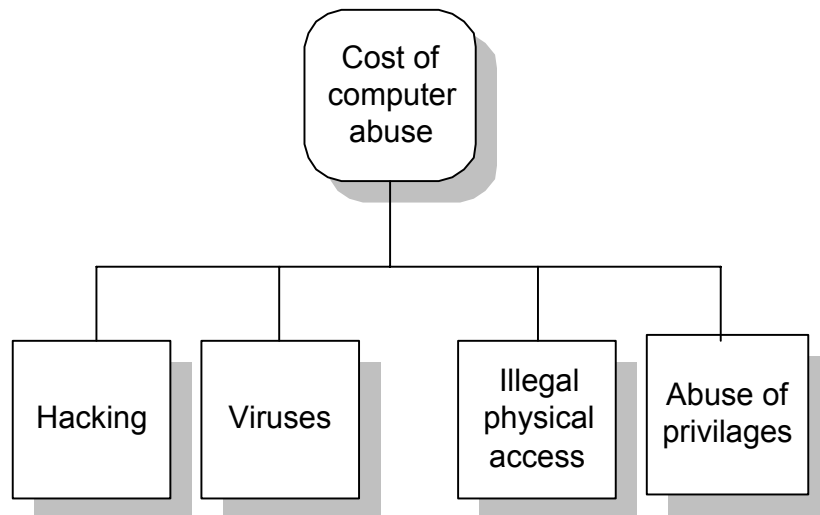 Cost of
computer
abuse
Hacking
Viruses
Illegal
physical
access
Abuse of
privilages